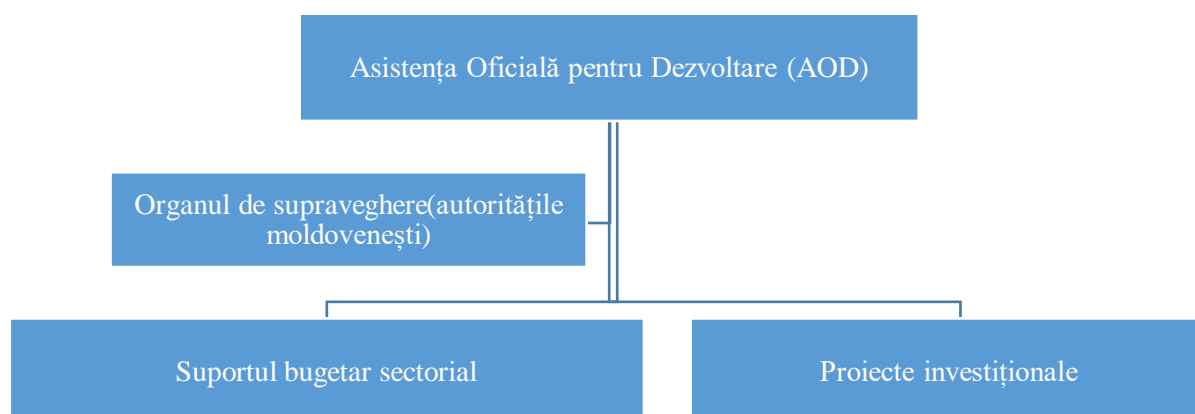 Asistența Oficială pentru Dezvoltare (AOD)
Organul de supraveghere(autoritățile
moldovenești)
Suportul bugetar sectorial
Proiecte investiționale